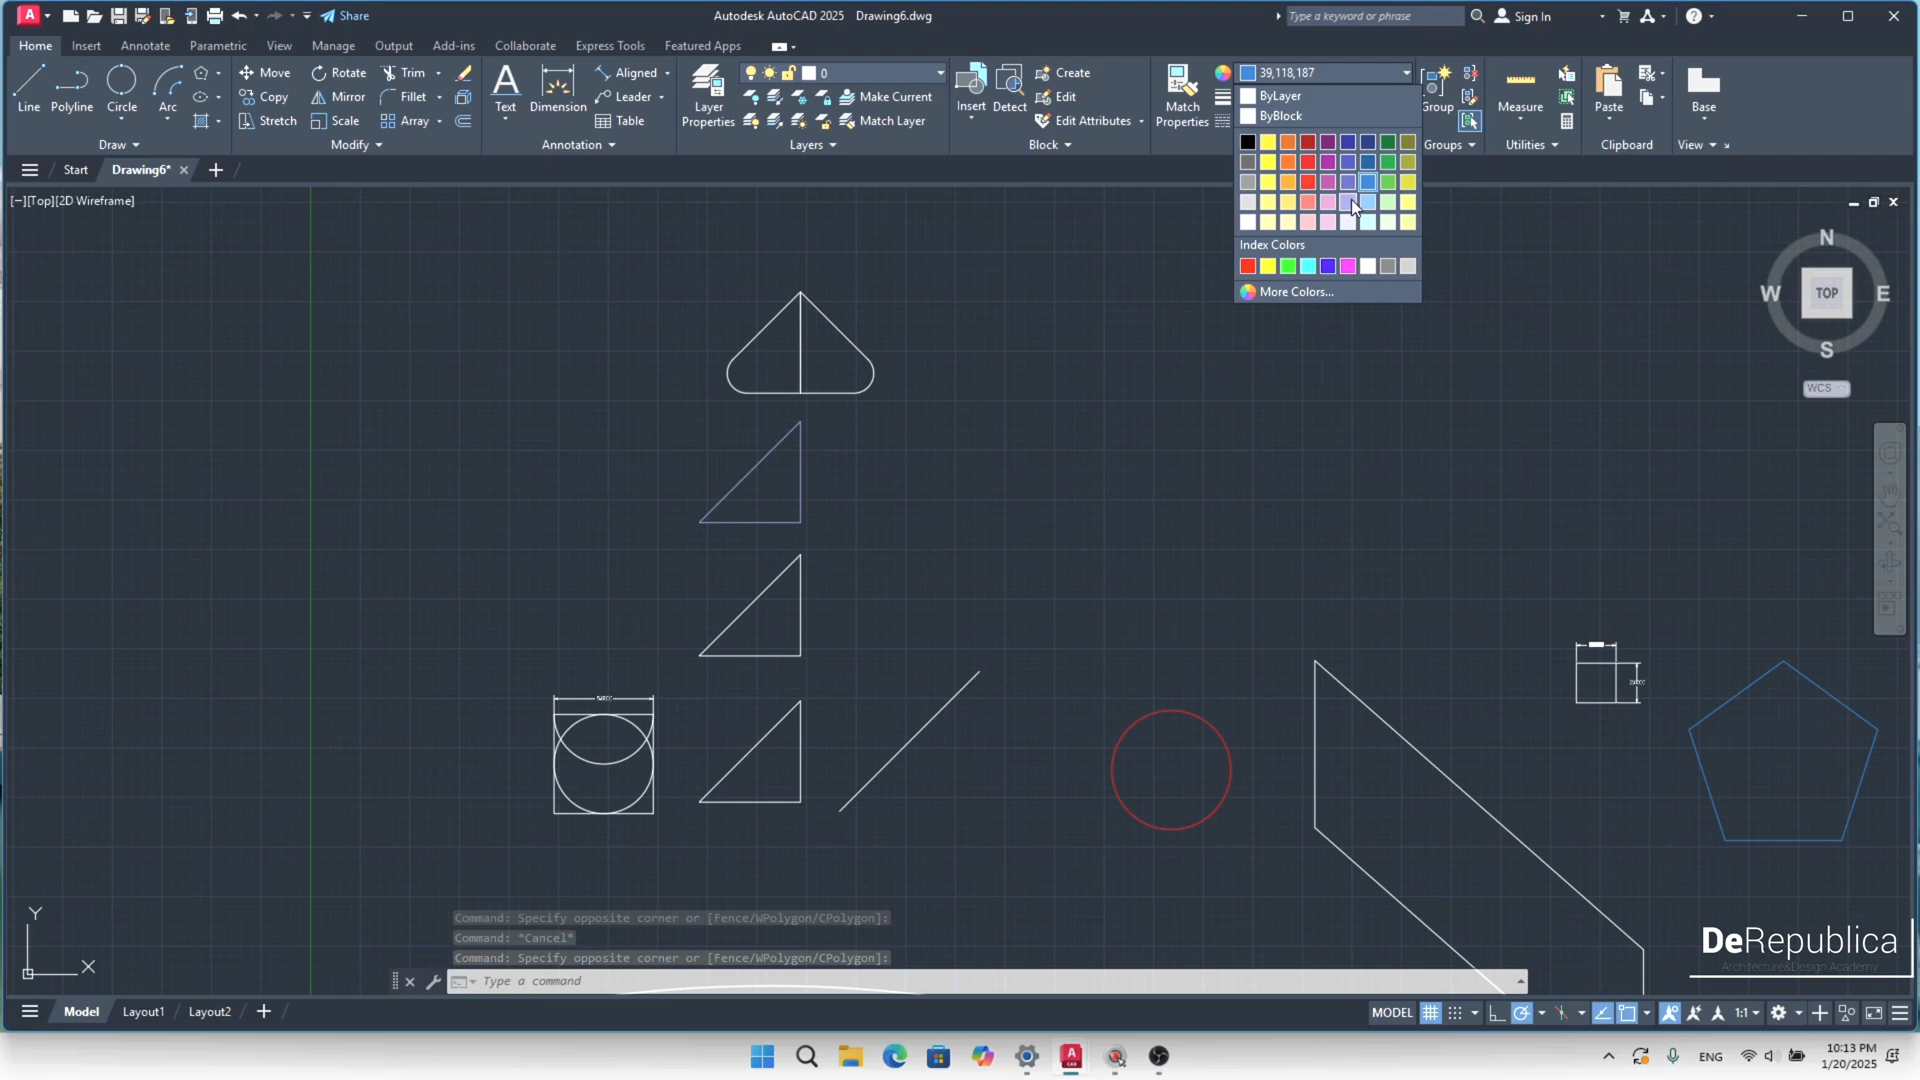 Share
Autodesk AutoCAD 2025 Drawing6.dwg
Type a keyword or phrase
Sign In
Home Insert Annotate Parametric View Manage Output Add-ins Collaborate Express Tools Featured Apps
Line Polyline Circle Arc
Move Rotate Trim
Copy Mirror Fillet
Stretch Scale Array
Text Dimension
Aligned
Leader
Table
Layer Properties
0
Make Current
Match Layer
Insert Detect
Create
Edit
Edit Attributes
Match Properties
39,118,187
ByLayer
ByBlock
Group
Measure
Paste
Base
Draw Modify Annotation Layers Block Groups Utilities Clipboard View
Index Colors
More Colors...
Start Drawing6*
[−][Top][2D Wireframe]
N
W TOP E
S
WCS
Y
X
Command: Specify opposite corner or [Fence/WPolygon/CPolygon]:
Command: *Cancel*
Command: Specify opposite corner or [Fence/WPolygon/CPolygon]:
Type a command
DeRepublica
Architecture&Design Academy
Model Layout1 Layout2
MODEL
1:1
ENG
10:13 PM
1/20/2025